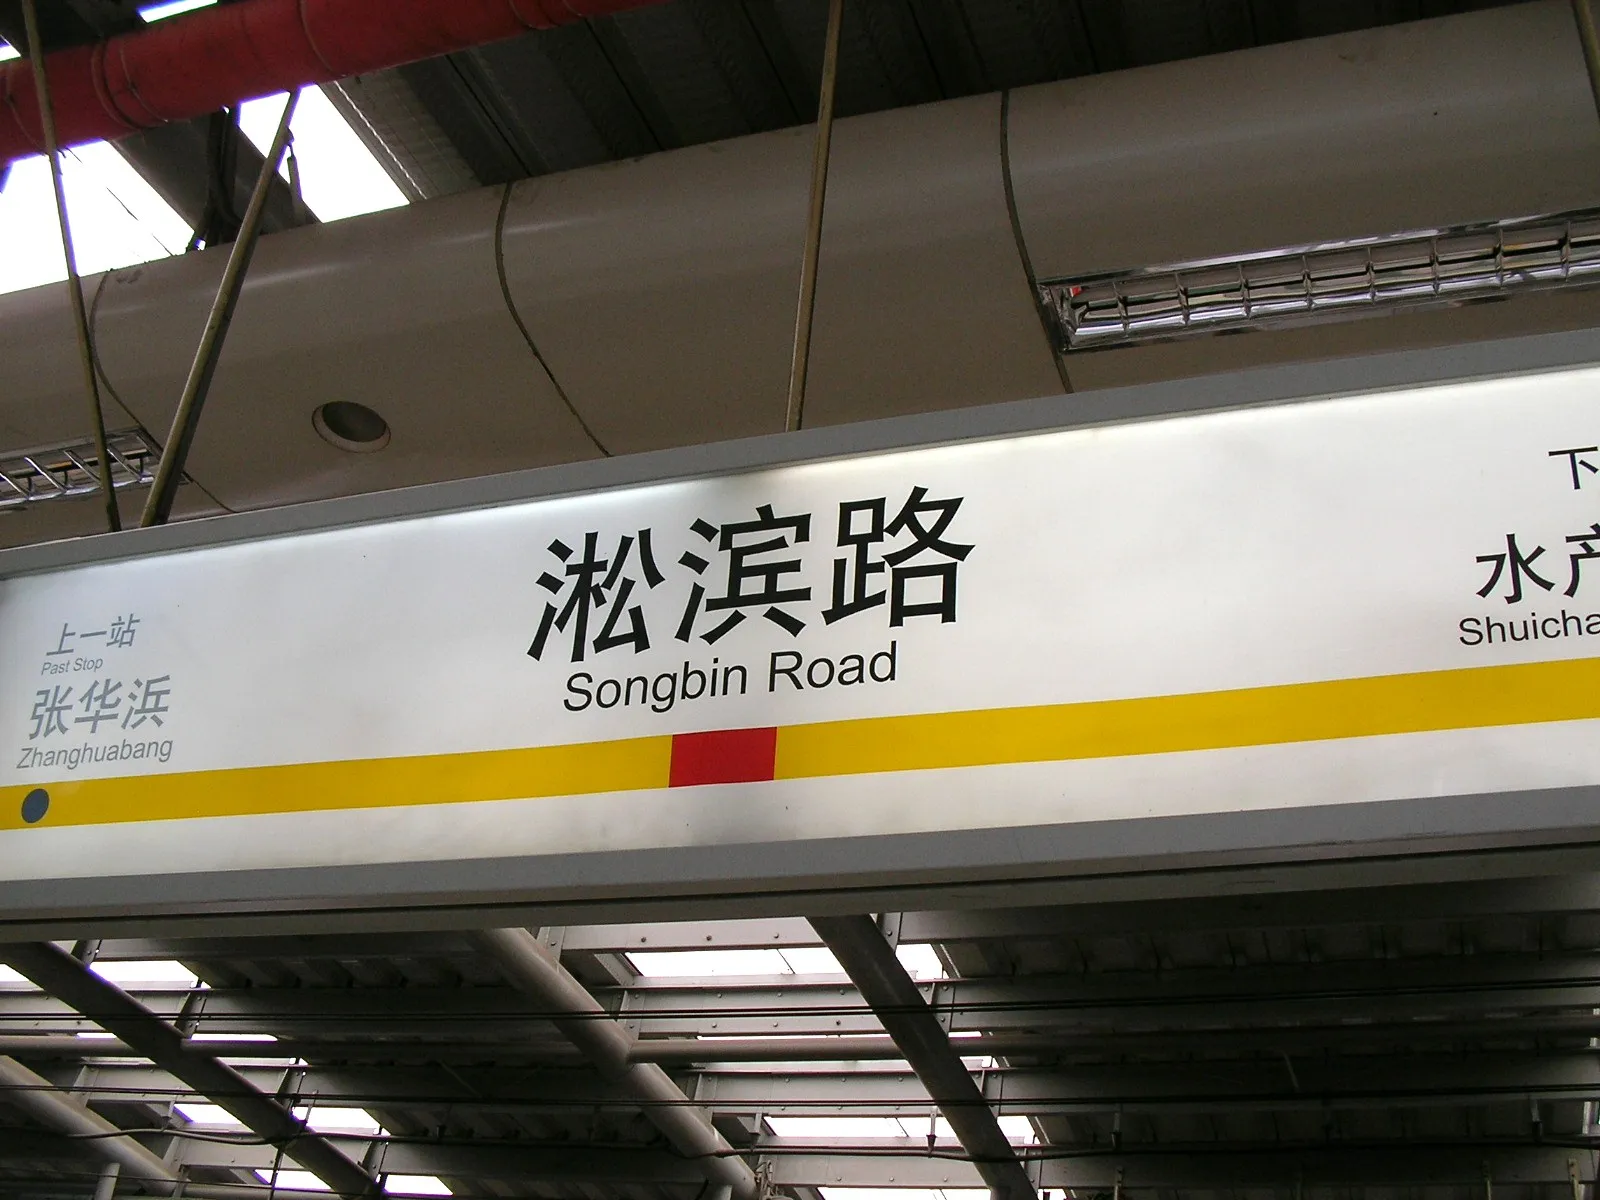 上一站
Past Stop
张华浜
Zhanghuabang
淞滨路
Songbin Road
下
水产
Shuicha